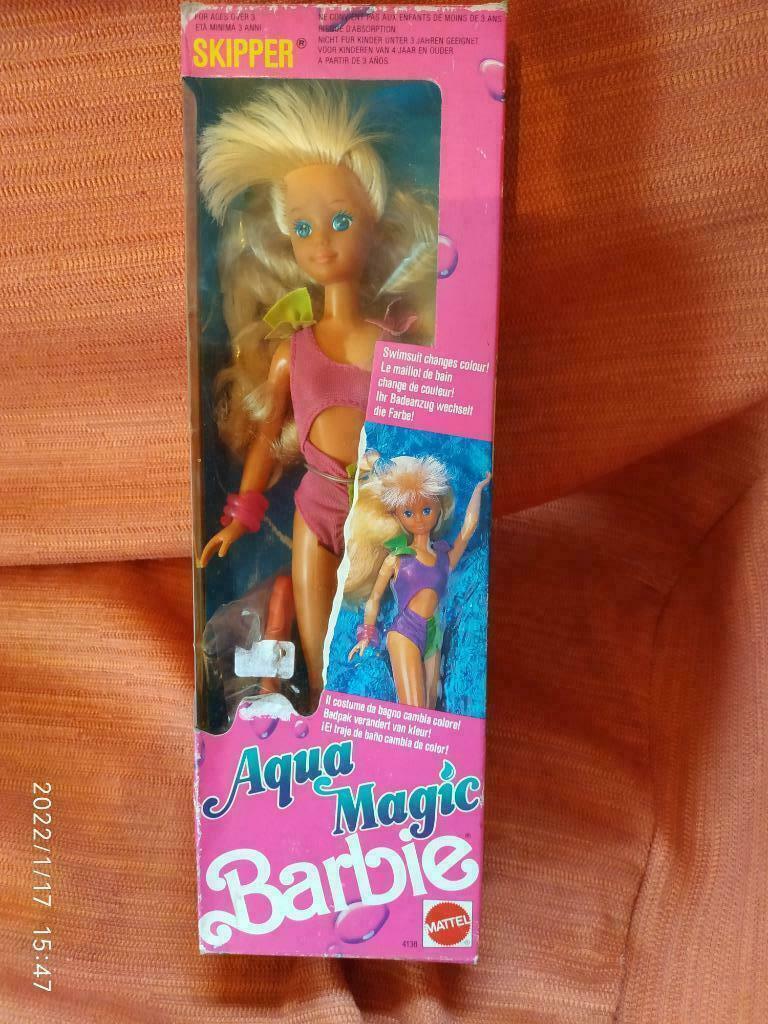 FOR AGES OVER 3
ETÀ MINIMA 3 ANNI
SKIPPER®
NE CONVIENT PAS AUX ENFANTS DE MOINS DE 3 ANS
D'ABSORPTION
NICHT FÜR KINDER UNTER 3 JAHREN GEEIGNET
VOOR KINDEREN VAN 4 JAAR EN OUDER
A PARTIR DE 3 AÑOS
Swimsuit changes colour!
Le maillot de bain
change de couleur!
Ihr Badeanzug wechselt
die Farbe!
Il costume da bagno cambia colore!
Badpak verandert van kleur!
¡El traje de baño cambia de color!
Aqua
Magic
Barbie®
MATTEL®
4138
2022/1/17 15:47